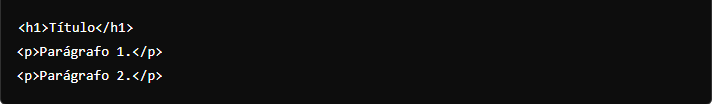 <h1>Título</h1>
<p>Parágrafo 1.</p>
<p>Parágrafo 2.</p>